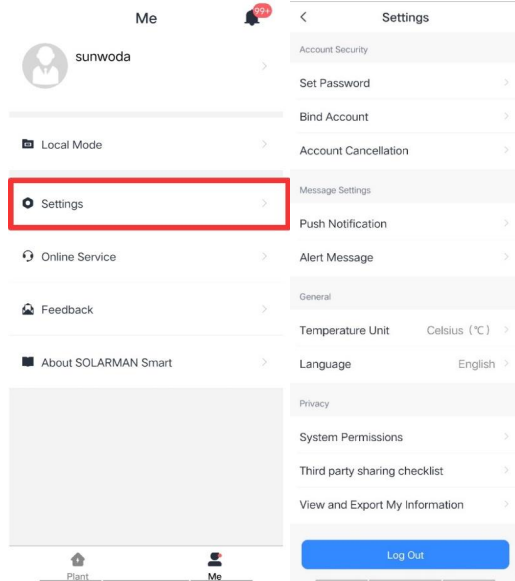 Me
99+
sunwoda
Local Mode
Settings
Online Service
Feedback
About SOLARMAN Smart
Plant
Me
Settings
Account Security
Set Password
Bind Account
Account Cancellation
Message Settings
Push Notification
Alert Message
General
Temperature Unit Celsius (℃)
Language English
Privacy
System Permissions
Third party sharing checklist
View and Export My Information
Log Out